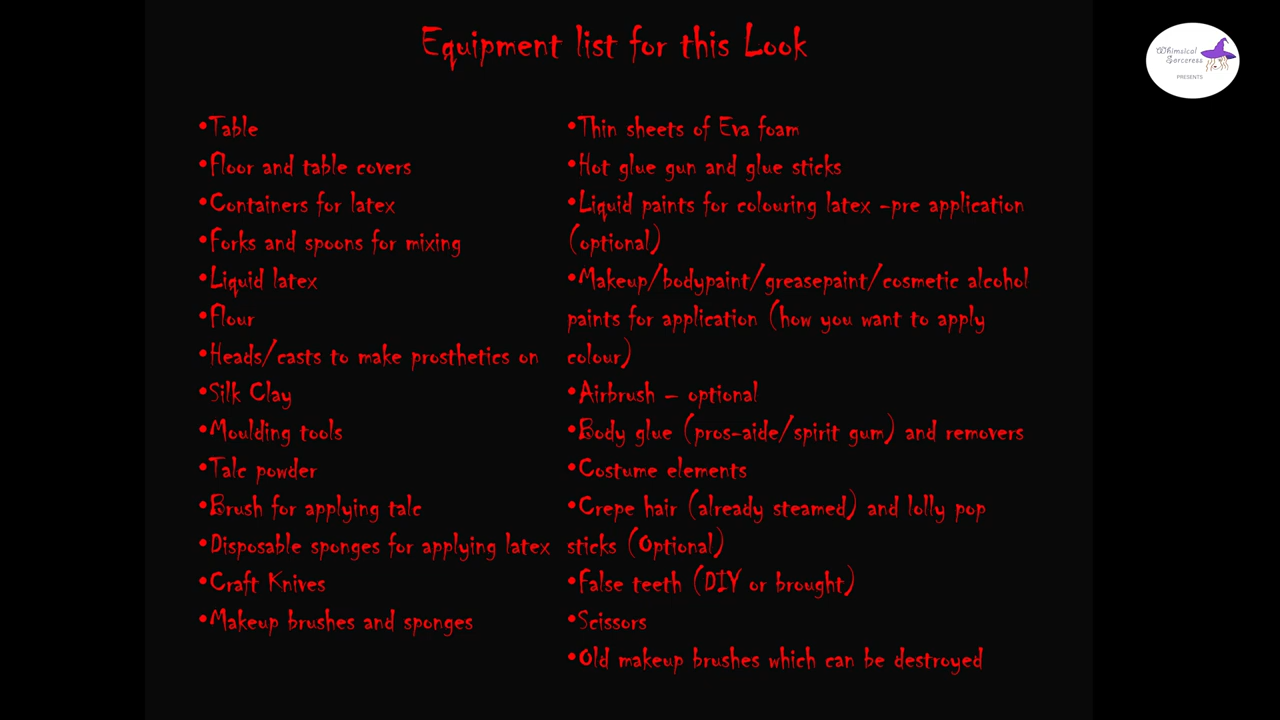 Equipment list for this Look
Whimsical
Sorceress
PRESENTS
•Table
•Floor and table covers
•Containers for latex
•Forks and spoons for mixing
•Liquid latex
•Flour
•Heads/casts to make prosthetics on
•Silk Clay
•Moulding tools
•Talc powder
•Brush for applying talc
•Disposable sponges for applying latex
•Craft Knives
•Makeup brushes and sponges
•Thin sheets of Eva foam
•Hot glue gun and glue sticks
•Liquid paints for colouring latex -pre application
(optional)
•Makeup/bodypaint/greasepaint/cosmetic alcohol
paints for application (how you want to apply
colour)
•Airbrush – optional
•Body glue (pros-aide/spirit gum) and removers
•Costume elements
•Crepe hair (already steamed) and lolly pop
sticks (Optional)
•False teeth (DIY or brought)
•Scissors
•Old makeup brushes which can be destroyed